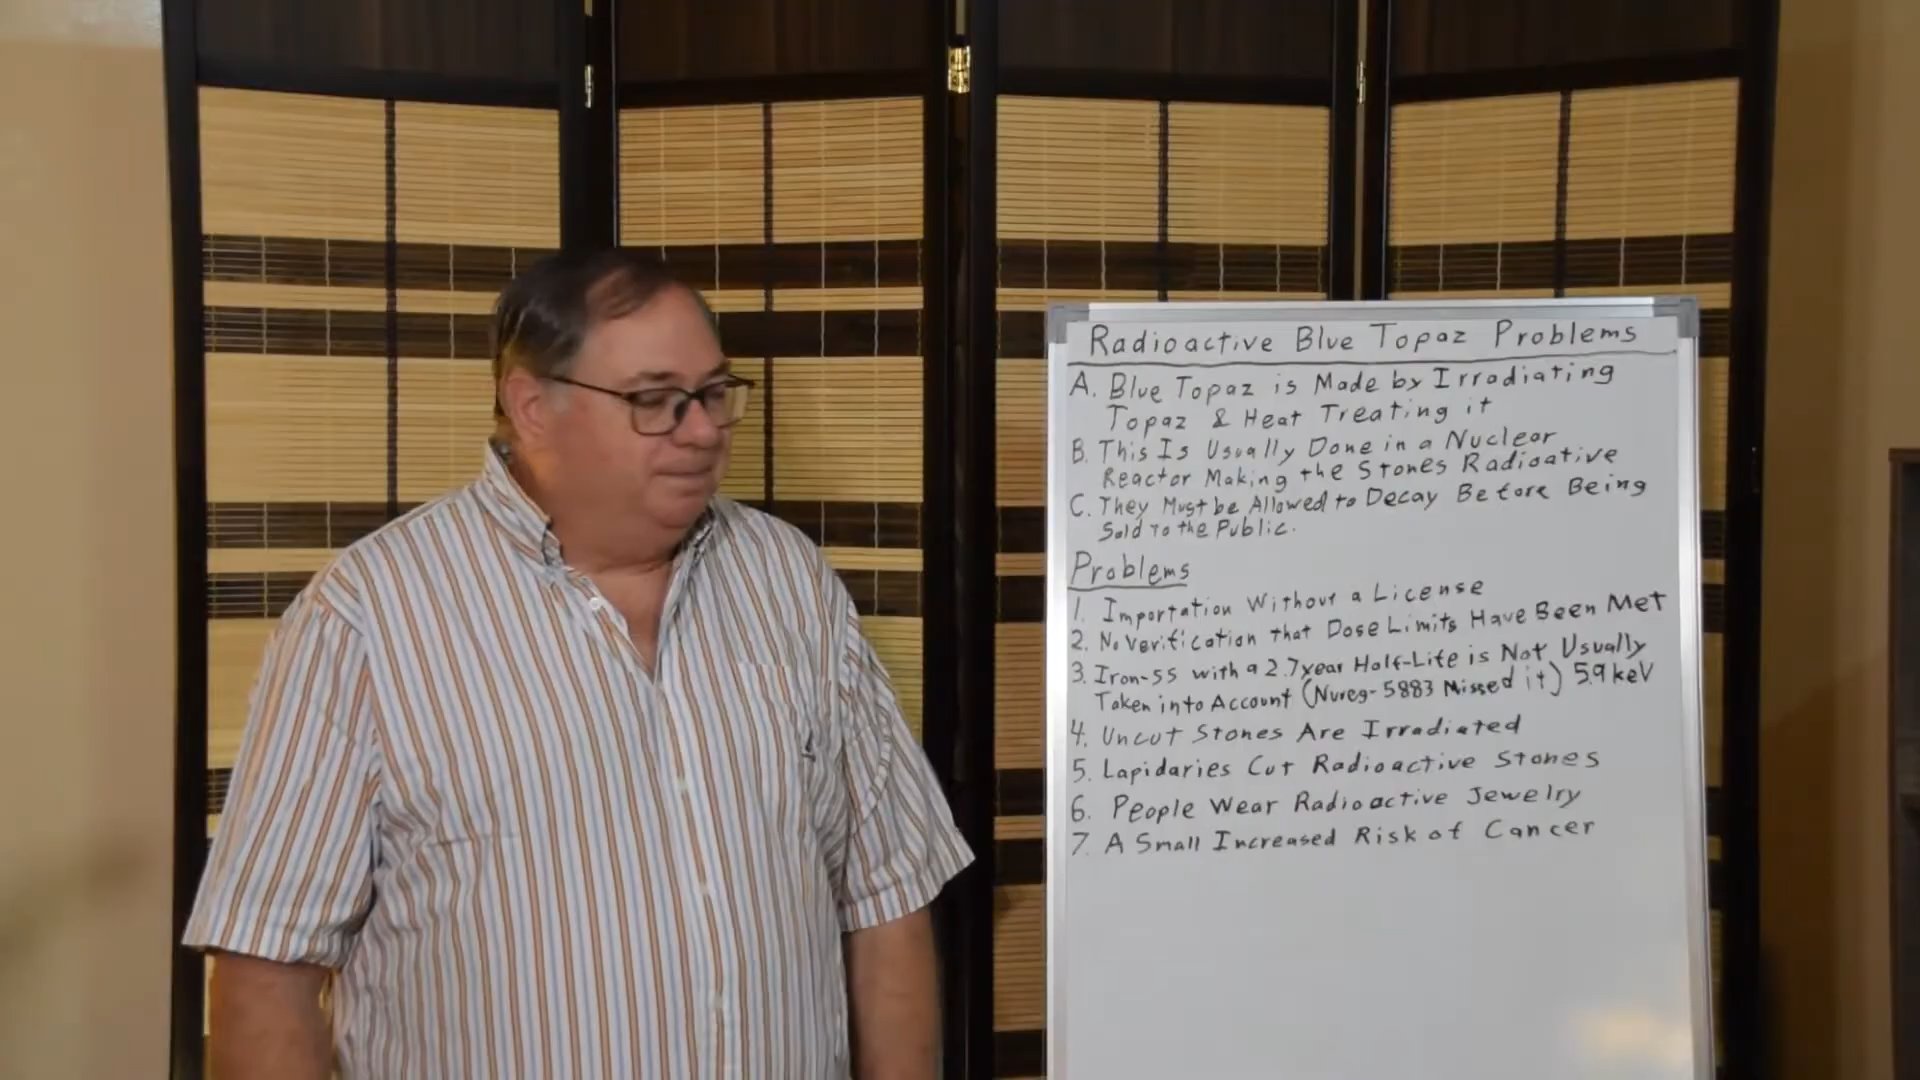 Radioactive Blue Topaz Problems
A. Blue Topaz is Made by Irradiating
Topaz & Heat Treating it
B. This Is Usually Done in a Nuclear
Reactor Making the Stones Radioative
C. They Must be Allowed to Decay Before Being
Sold To the Public.
Problems
1. Importation Without a License
2. No Verification that Dose Limits Have Been Met
3. Iron-55 with a 2.7 year Half-Life is Not Usually
Taken into Account (Nureg-5883 Missed it) 5.9 keV
4. Uncut Stones Are Irradiated
5. Lapidaries Cut Radioactive Stones
6. People Wear Radioactive Jewelry
7. A Small Increased Risk of Cancer